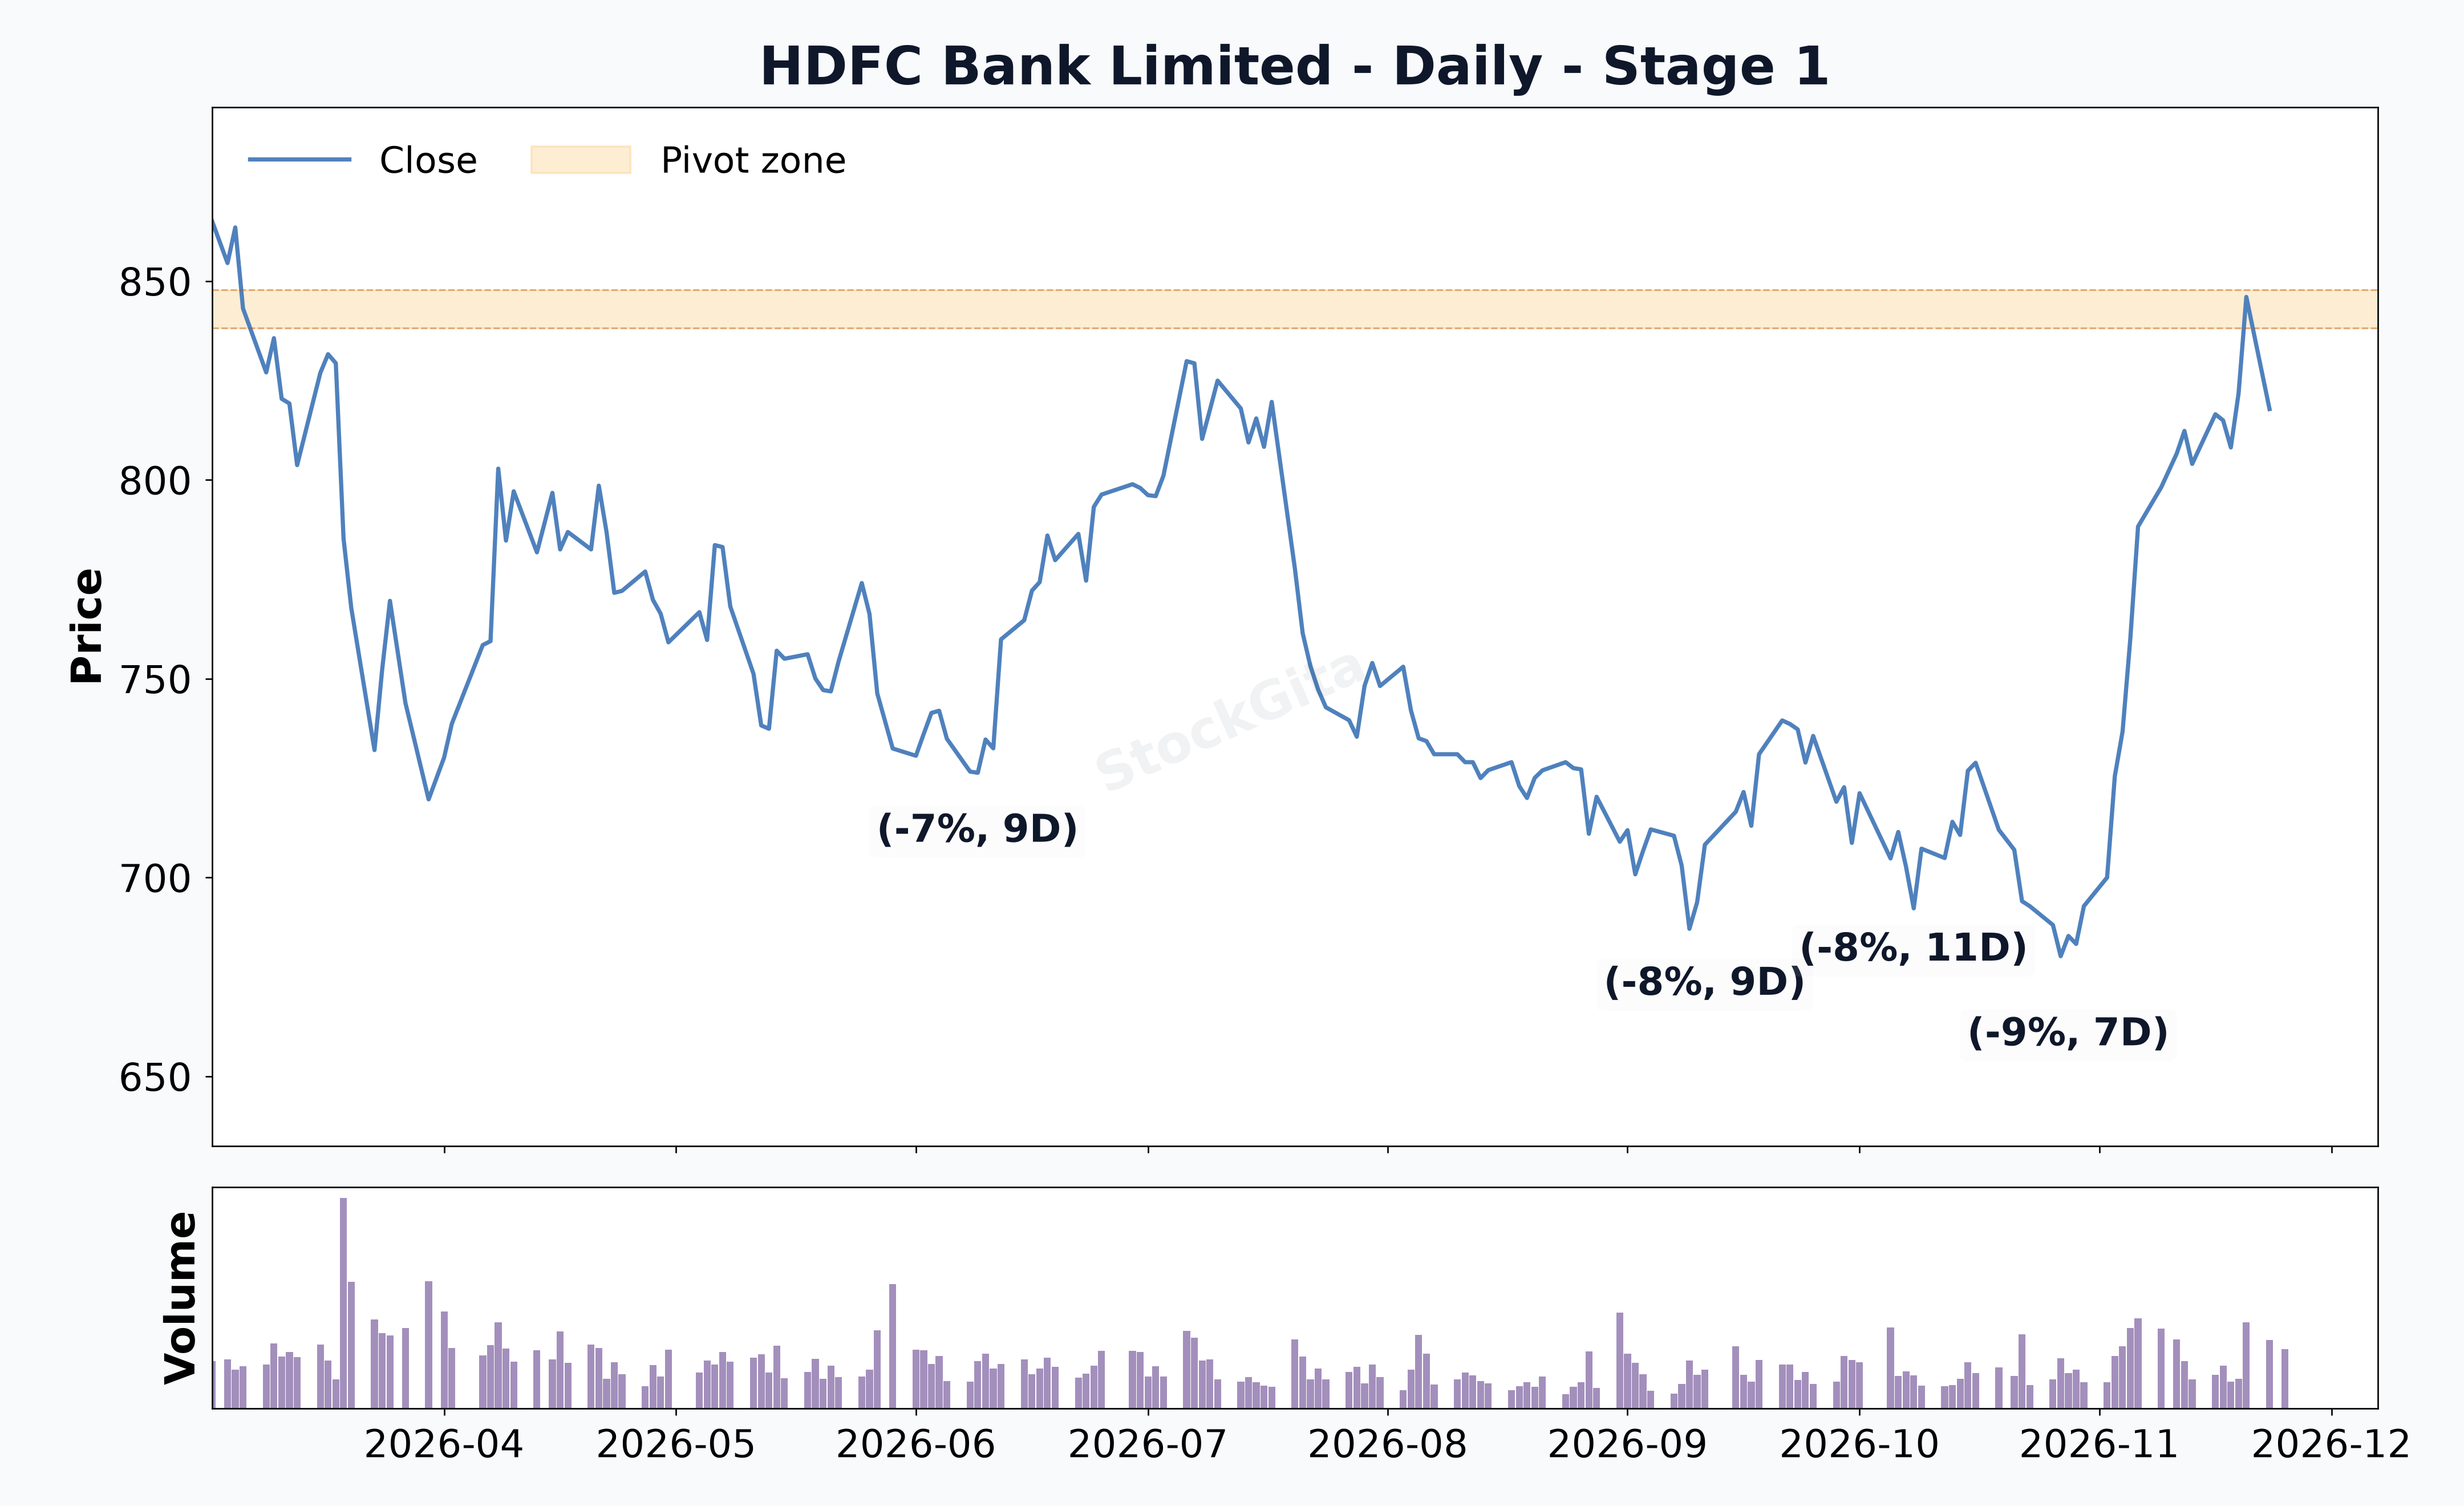 HDFC Bank Limited - Daily - Stage 1
Close
Pivot zone
Price
850
800
750
700
650
StockGita
(-7%, 9D)
(-8%, 11D)
(-8%, 9D)
(-9%, 7D)
Volume
2026-04
2026-05
2026-06
2026-07
2026-08
2026-09
2026-10
2026-11
2026-12